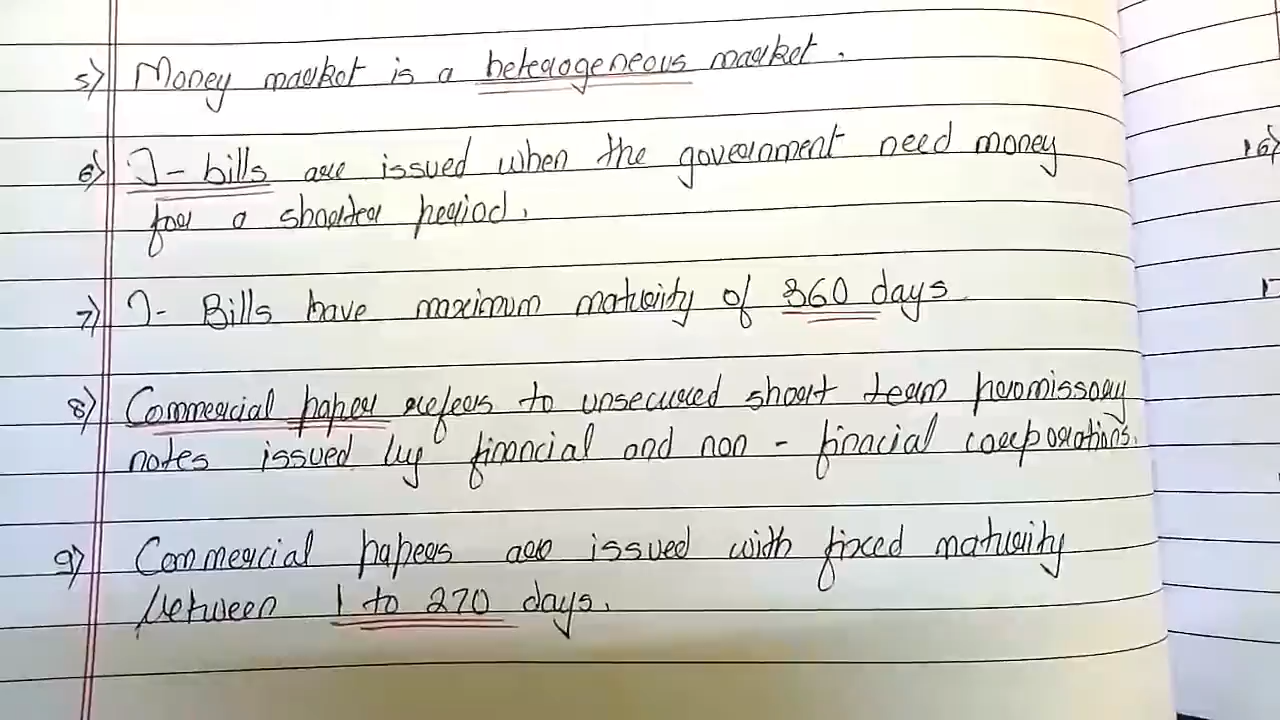 5) Money market is a heterogeneous market.
6) T-bills are issued when the government need money
for a shorter period.
7) T- Bills have maximum maturity of 360 days
8) Commercial paper refers to unsecured short term promissory
notes issued by financial and non - finacial corporations.
9) Commercial papers are issued with fixed maturity
between 1 to 270 days.